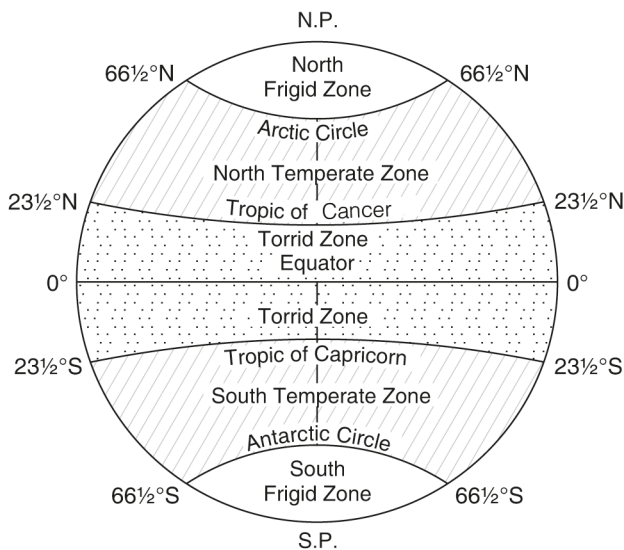 N.P.
66½°N
North
Frigid Zone
66½°N
Arctic Circle
North Temperate Zone
23½°N
Tropic of Cancer
23½°N
Torrid Zone
Equator
0°
0°
Torrid Zone
23½°S
Tropic of Capricorn
23½°S
South Temperate Zone
Antarctic Circle
66½°S
South
Frigid Zone
66½°S
S.P.